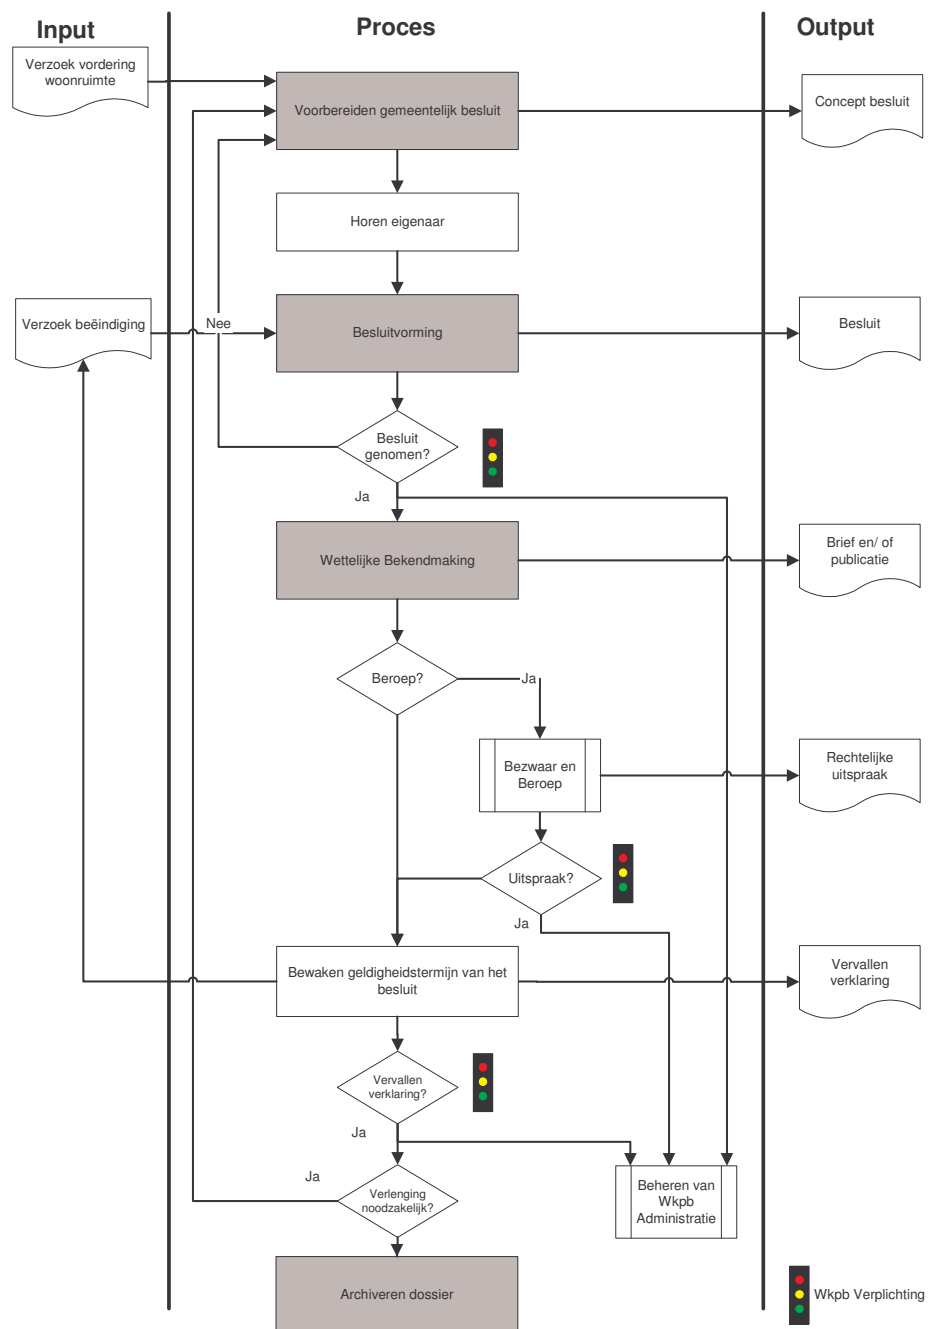 Input
Proces
Output
Verzoek vordering
woonruimte
Voorbereiden gemeentelijk besluit
Concept besluit
Horen eigenaar
Verzoek beëindiging
Nee
Besluitvorming
Besluit
Besluit
genomen?
Ja
Wettelijke Bekendmaking
Brief en/ of
publicatie
Beroep?
Ja
Bezwaar en
Beroep
Rechtelijke
uitspraak
Uitspraak?
Ja
Bewaken geldigheidstermijn van het
besluit
Vervallen
verklaring
Vervallen
verklaring?
Ja
Ja
Verlenging
noodzakelijk?
Beheren van
Wkpb
Administratie
Archiveren dossier
Wkpb Verplichting